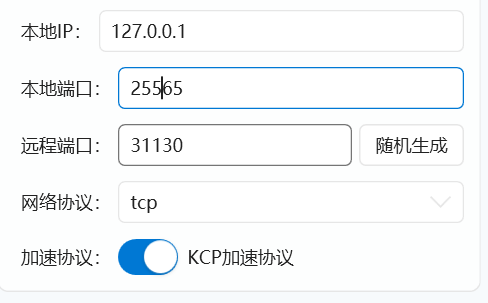 本地IP： 127.0.0.1
本地端口： 25565
远程端口： 31130 随机生成
网络协议： tcp
加速协议： KCP加速协议